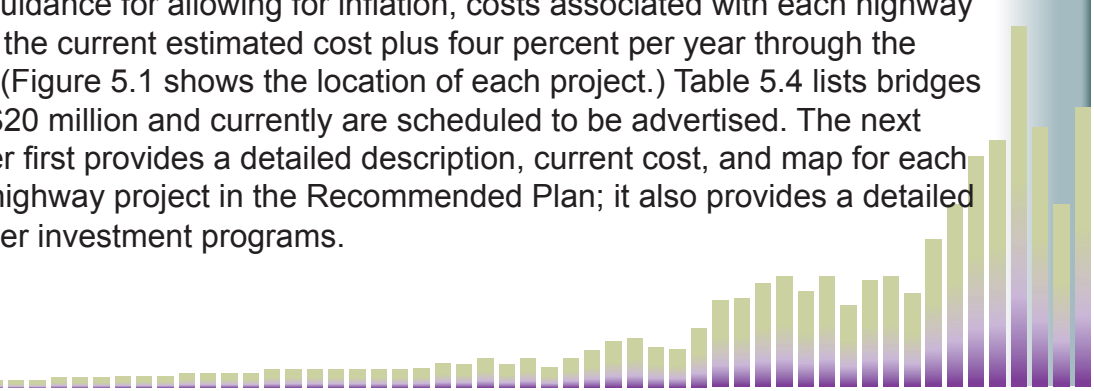 guidance for allowing for inflation, costs associated with each highway
the current estimated cost plus four percent per year through the
(Figure 5.1 shows the location of each project.) Table 5.4 lists bridges
$20 million and currently are scheduled to be advertised. The next
er first provides a detailed description, current cost, and map for each
highway project in the Recommended Plan; it also provides a detailed
er investment programs.